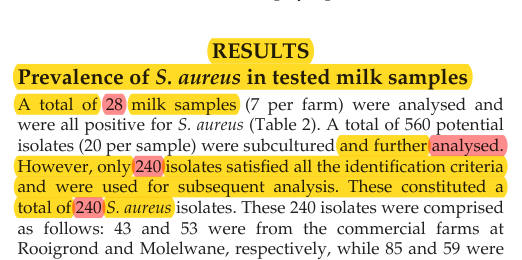 RESULTS
Prevalence of S. aureus in tested milk samples
A total of 28 milk samples (7 per farm) were analysed and
were all positive for S. aureus (Table 2). A total of 560 potential
isolates (20 per sample) were subcultured and further analysed.
However, only 240 isolates satisfied all the identification criteria
and were used for subsequent analysis. These constituted a
total of 240 S. aureus isolates. These 240 isolates were comprised
as follows: 43 and 53 were from the commercial farms at
Rooigrond and Molelwane, respectively, while 85 and 59 were